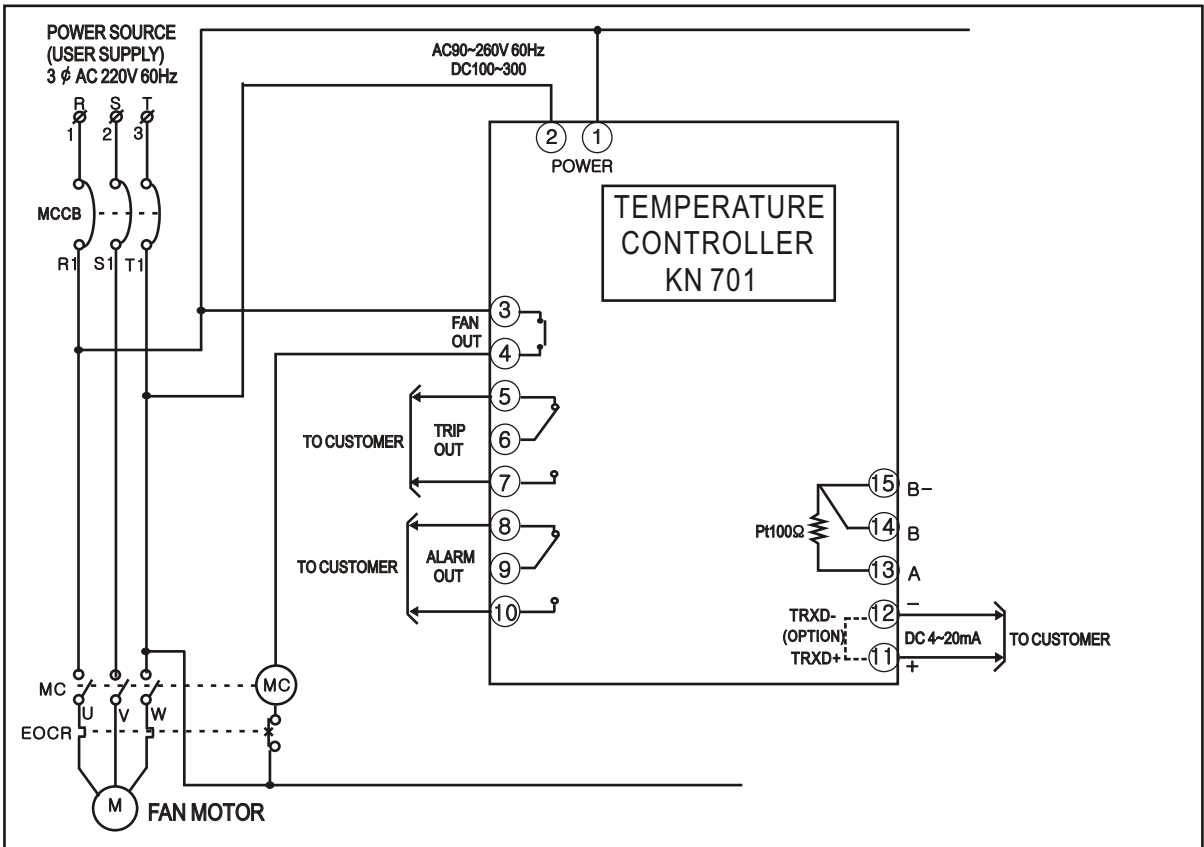 POWER SOURCE
(USER SUPPLY)
3 ϕ AC 220V 60Hz
R S T
1 2 3
MCCB
R1 S1 T1
AC90~260V 60Hz
DC100~300
2 1
POWER
TEMPERATURE
CONTROLLER
KN 701
3
FAN
OUT
4
5
TO CUSTOMER
TRIP
OUT
6
7
8
TO CUSTOMER
ALARM
OUT
9
10
15 B-
Pt100Ω
14 B
13 A
TRXD-
(OPTION)
TRXD+
12 -
DC 4~20mA
TO CUSTOMER
11 +
MC
U V W
MC
EOCR
M
FAN MOTOR